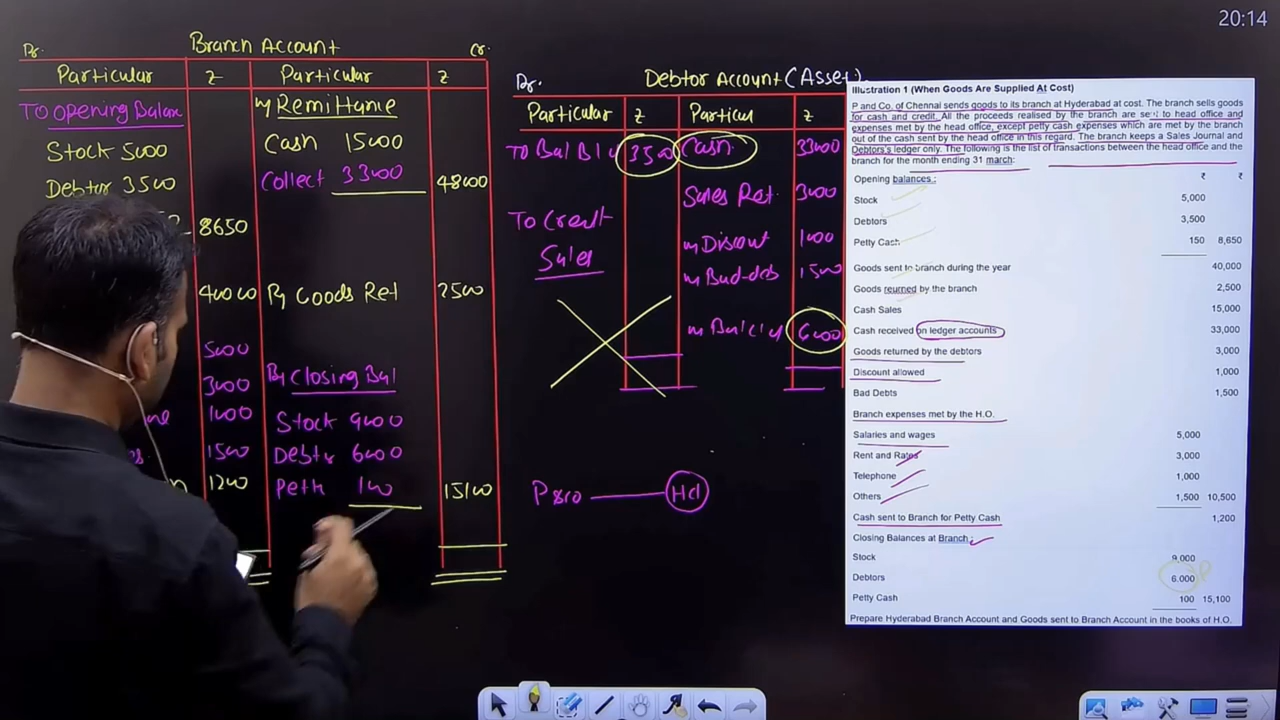 20:14
Dr. Branch Account Cr.
Particular ₹ Particular ₹
To Opening Balan By Remittanie
Stock 5000 Cash 15000
Debtor 3500 Collect 33000 48000
8650
40000 By Goods Ret 2500
5000
3000 By Closing Bal
1000 Stock 9000
1500 Debtr 6000
1200 Peth 100 15100
Dr. Debtor Account (Asset).
Particular ₹ Particul ₹
To Bal B/d 3500 Cash 33000
Sales Ret. 3000
To Credit
Sales
By Discout 1000
By Bad-deb 1500
By Bal c/d 6000
Illustration 1 (When Goods Are Supplied At Cost)
P and Co. of Chennai sends goods to its branch at Hyderabad at cost. The branch sells goods
for cash and credit. All the proceeds realised by the branch are sent to head office and
expenses met by the head office, except petty cash expenses which are met by the branch
out of the cash sent by the head office in this regard. The branch keeps a Sales Journal and
Debtors's ledger only. The following is the list of transactions between the head office and the
branch for the month ending 31 march:
₹ ₹
Opening balances :
Stock 5,000
Debtors 3,500
Petty Cash 150 8,650
Goods sent to branch during the year 40,000
Goods reurned by the branch 2,500
Cash Sales 15,000
Cash received on ledger accounts 33,000
Goods returned by the debtors 3,000
Discount allowed 1,000
Bad Debts 1,500
Branch expenses met by the H.O.
Salaries and wages 5,000
Rent and Rates 3,000
Telephone 1,000
Others 1,500 10,500
Cash sent to Branch for Petty Cash 1,200
Closing Balances at Branch :
Stock 9,000
Debtors 6.000
Petty Cash 100 15,100
Prepare Hyderabad Branch Account and Goods sent to Branch Account in the books of H.O.